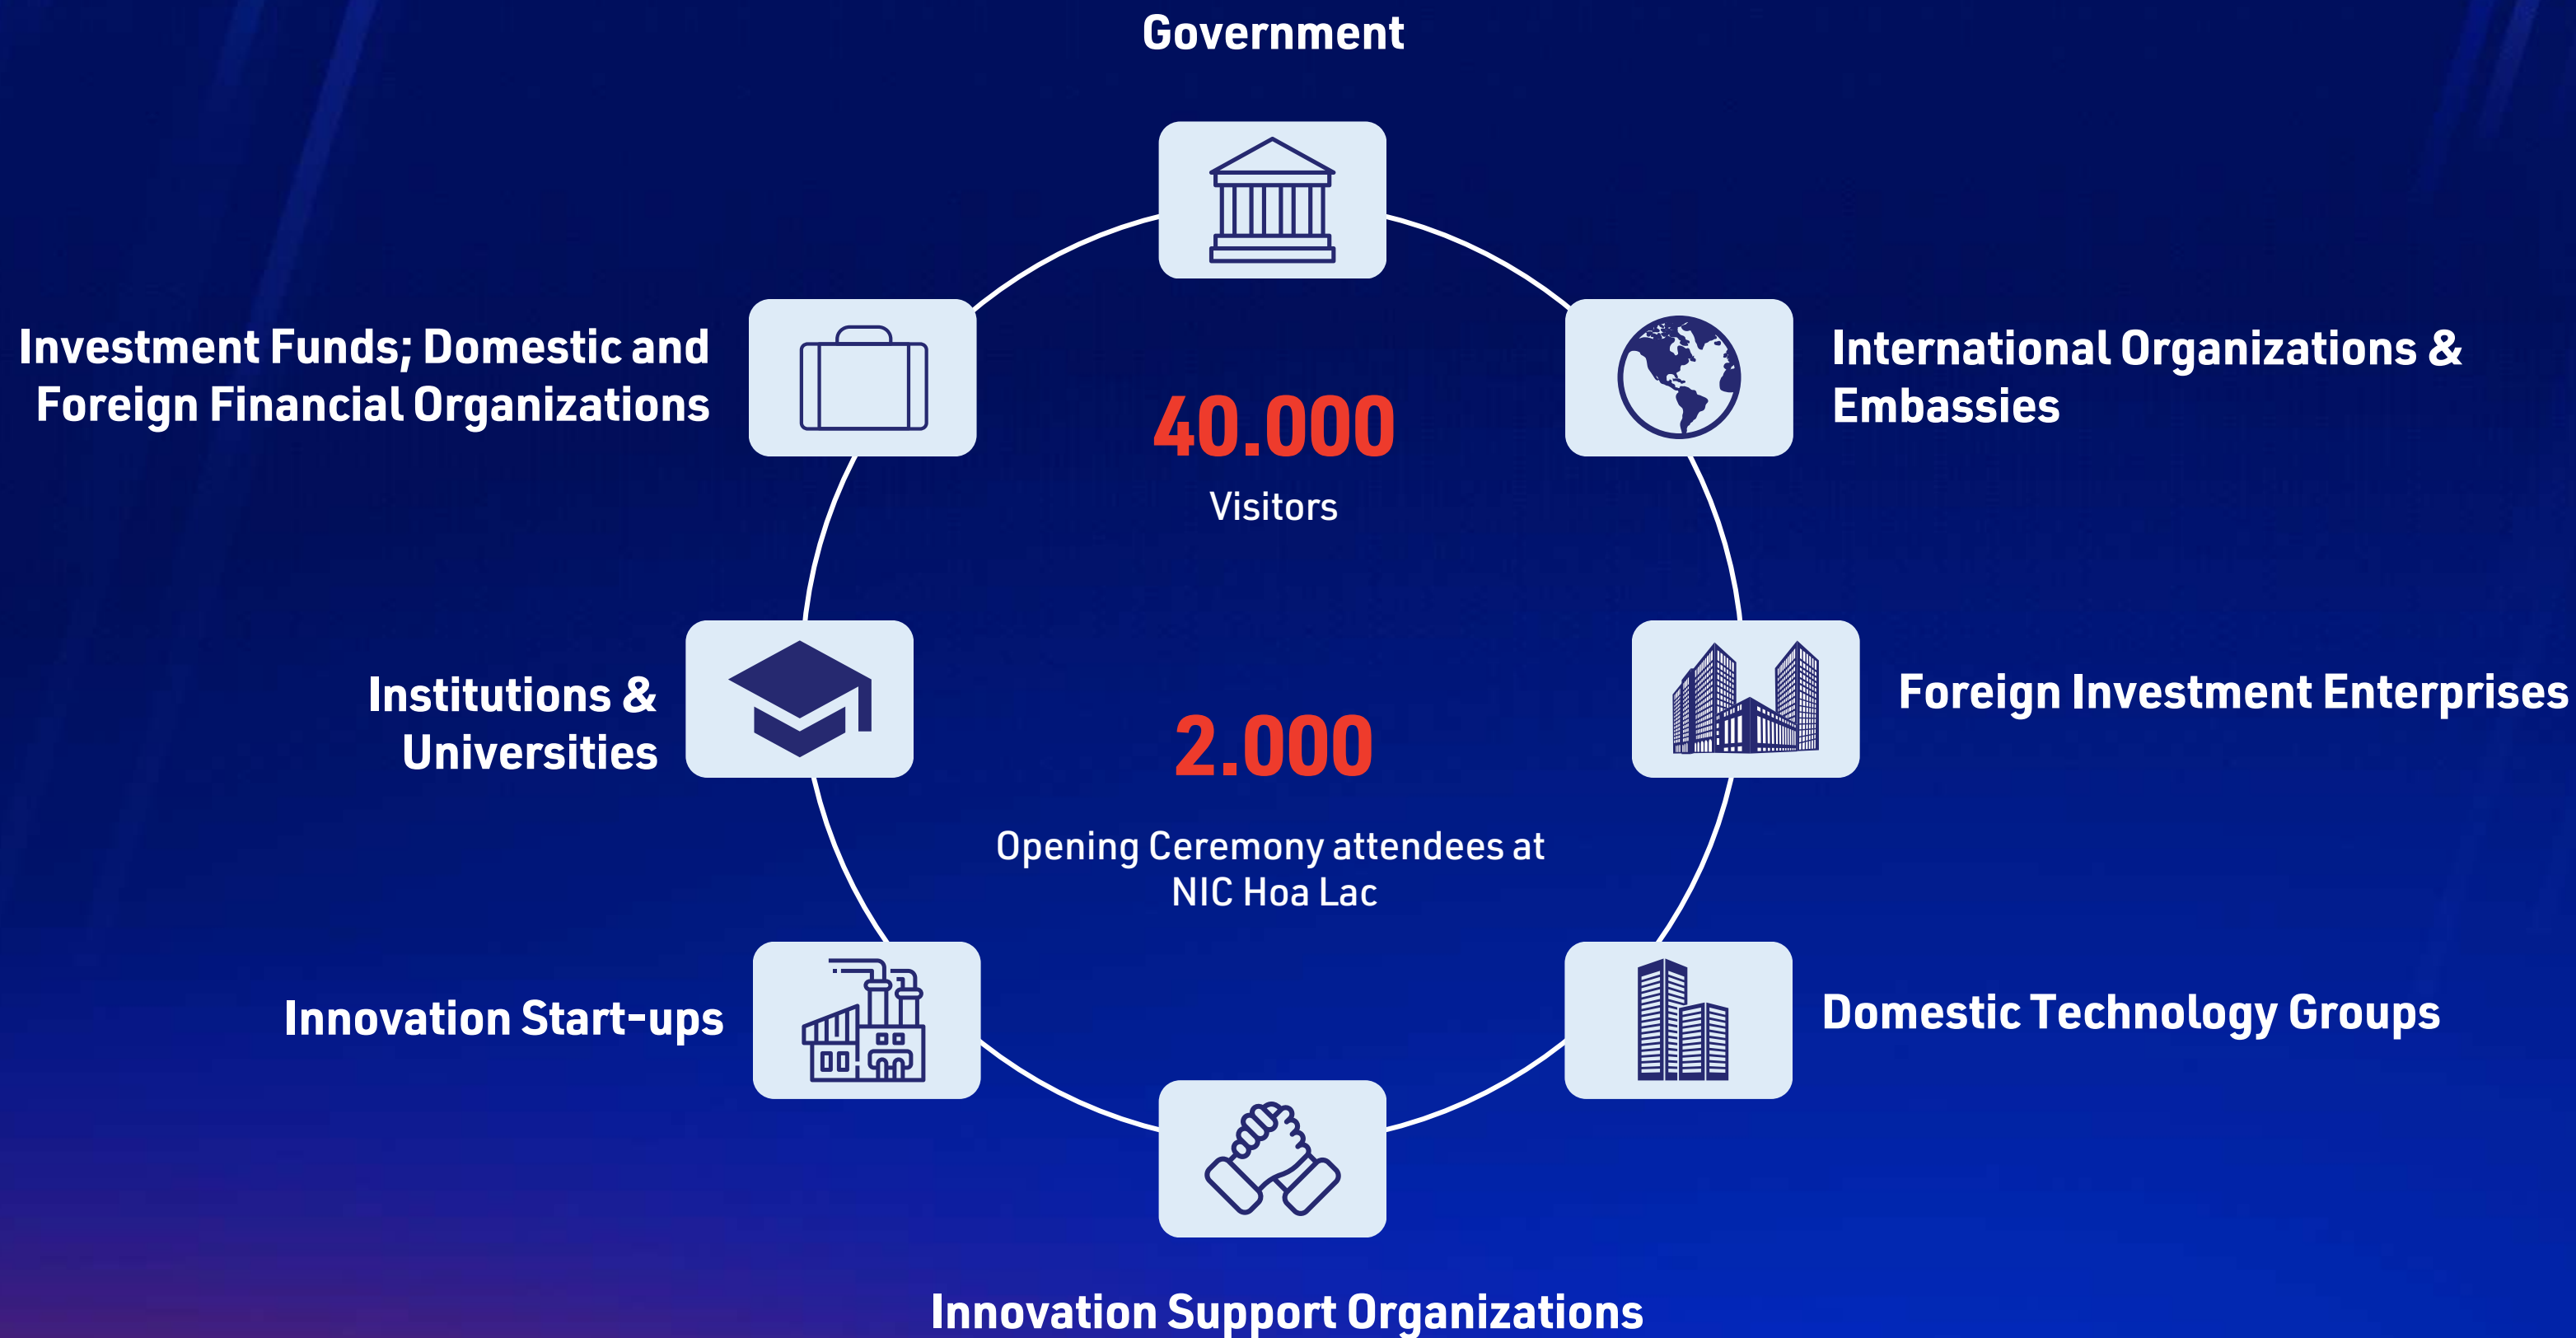 Government
Investment Funds; Domestic and
Foreign Financial Organizations
International Organizations &
Embassies
40.000
Visitors
Institutions &
Universities
Foreign Investment Enterprises
2.000
Opening Ceremony attendees at
NIC Hoa Lac
Innovation Start-ups
Domestic Technology Groups
Innovation Support Organizations